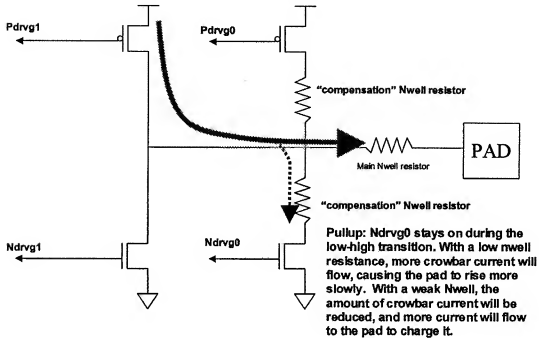 Pdrvg1
Pdrvg0
"compensation" Nwell resistor
PAD
Main Nwell resistor
"compensation" Nwell resistor
Ndrvg1
Ndrvg0
Pullup: Ndrvg0 stays on during the
low-high transition. With a low nwell
resistance, more crowbar current will
flow, causing the pad to rise more
slowly. With a weak Nwell, the
amount of crowbar current will be
reduced, and more current will flow
to the pad to charge it.